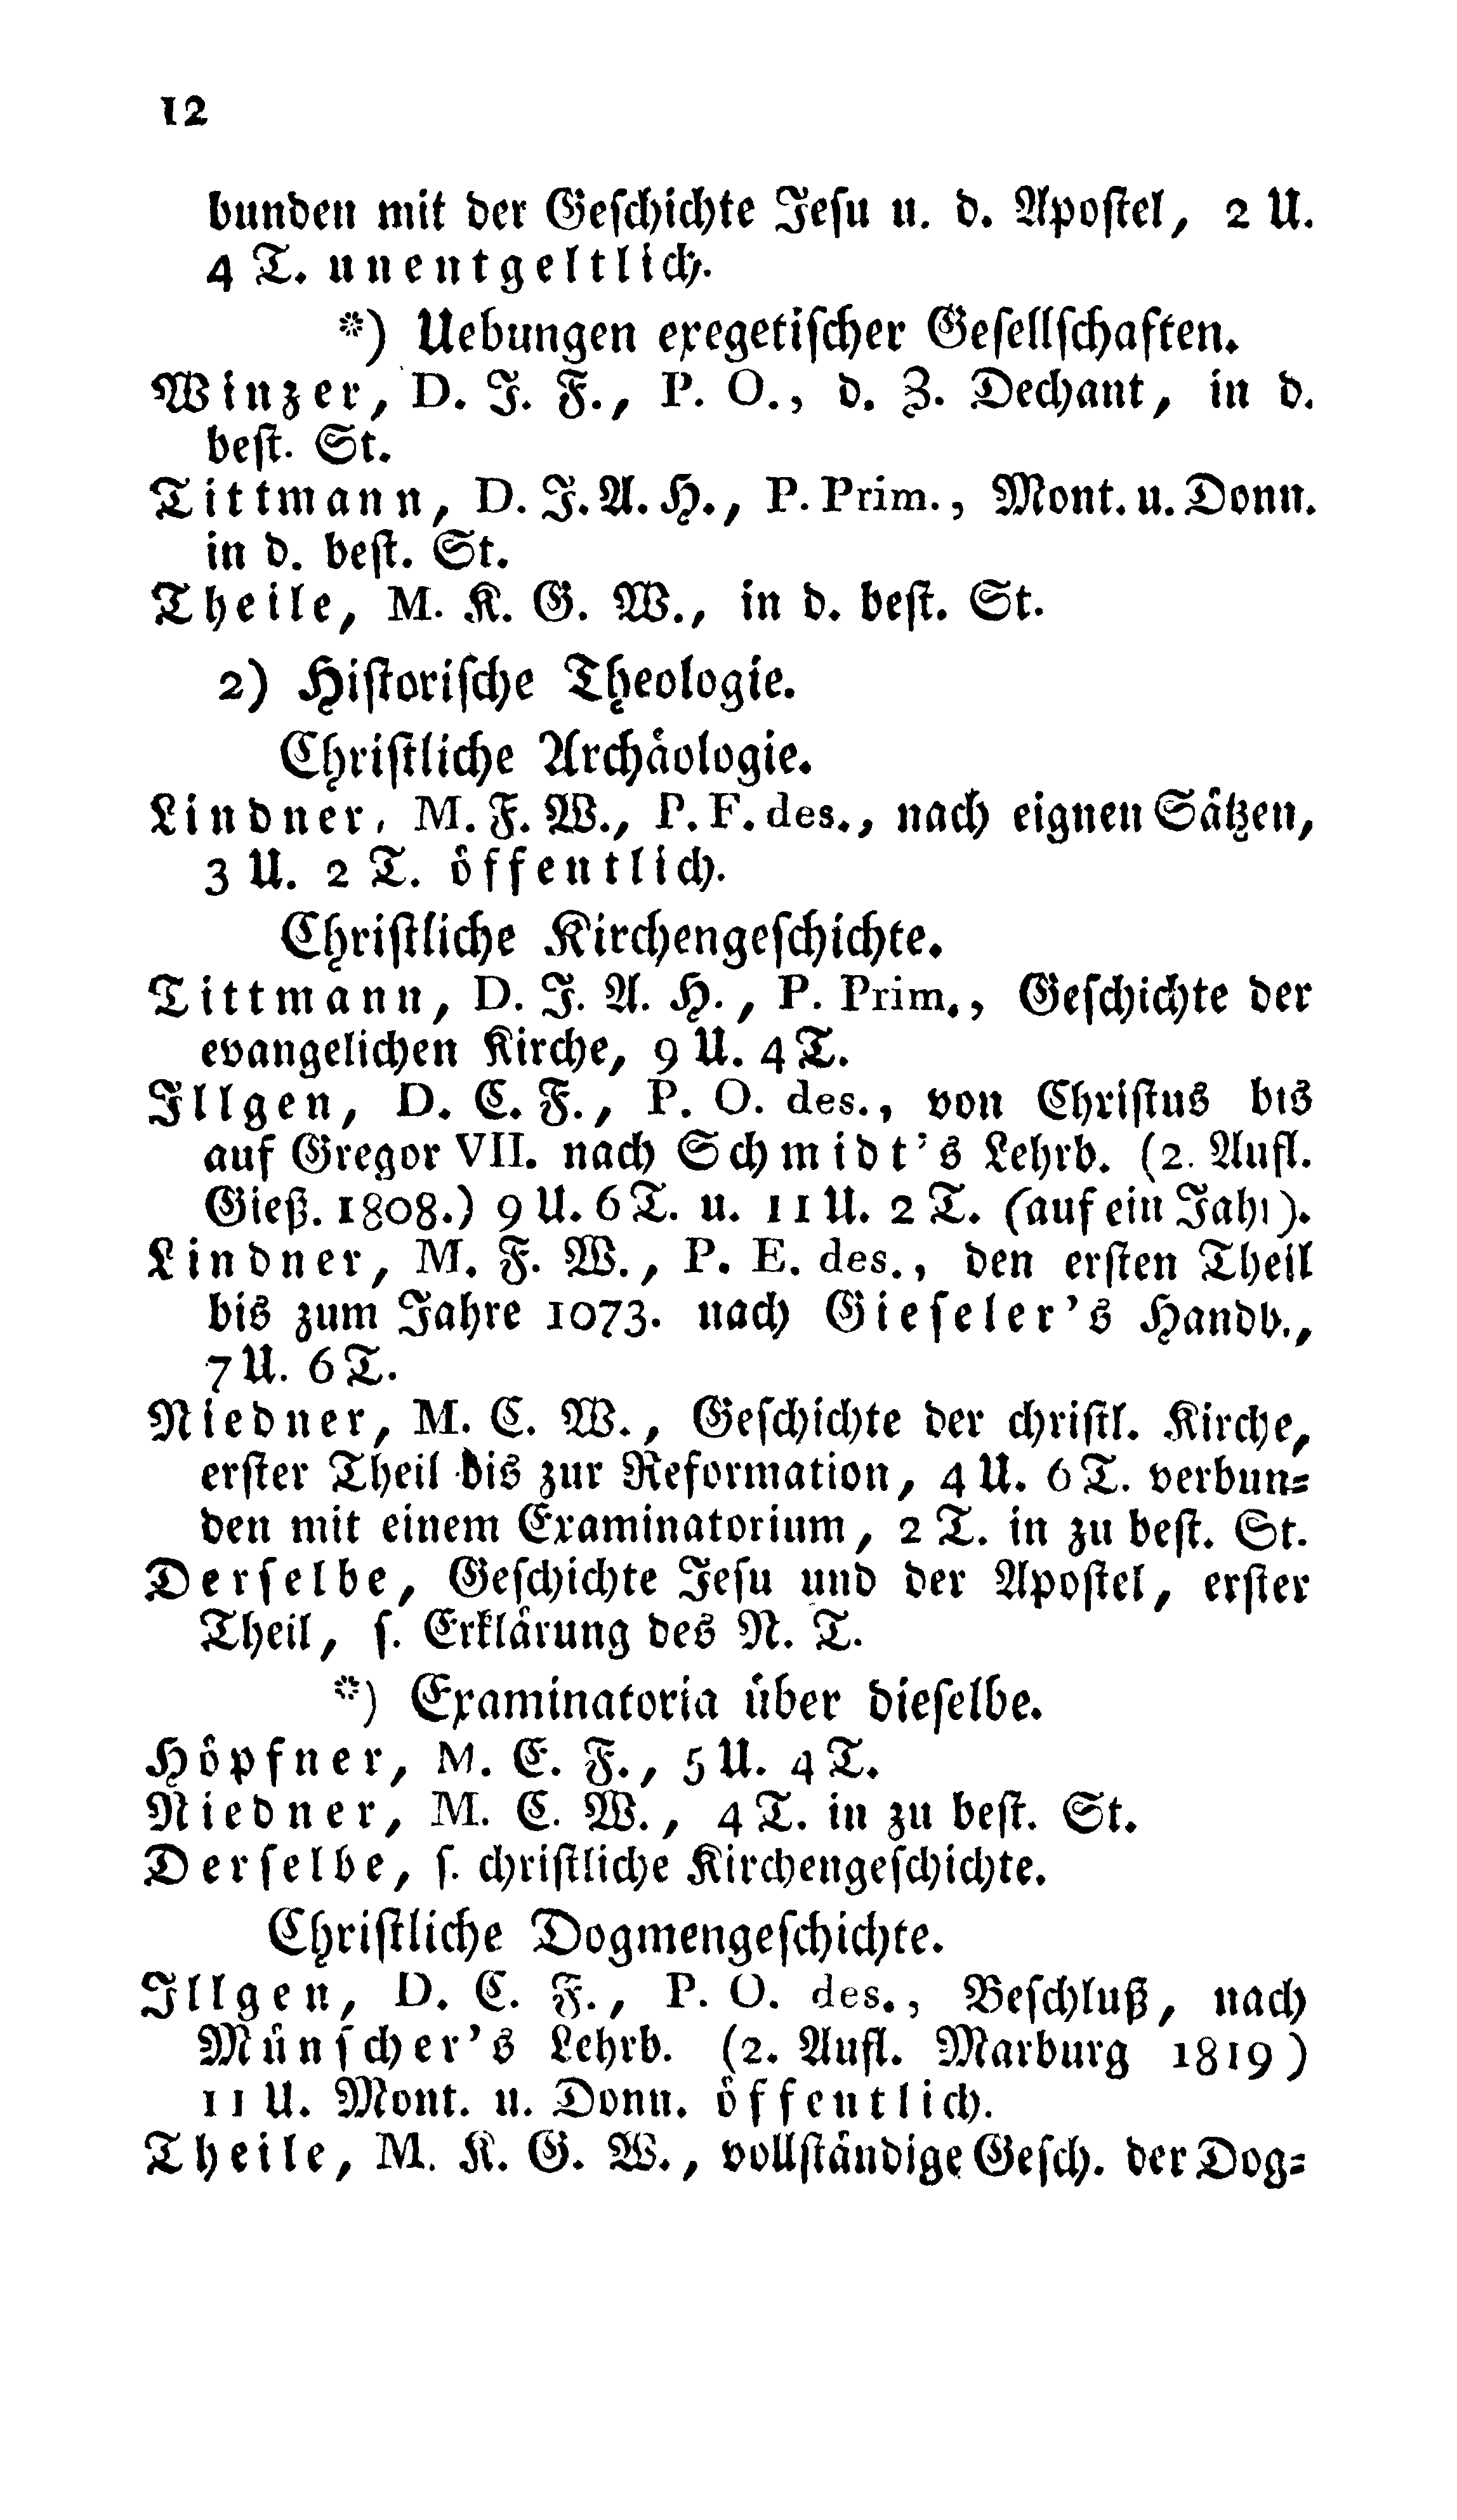 12
bunden mit der Geschichte Jesu u. d. Apostel, 2 U.
4 T. unentgeltlich.
*) Uebungen exegetischer Gesellschaften.
Winzer, D. J. F., P. O., d. Z. Dechant, in d.
best. St.
Tittmann, D. J. A. H., P. Prim., Mont. u. Donn.
in d. best. St.
Theile, M. K. G. W., in d. best. St.
2) Historische Theologie.
Christliche Archäologie.
Lindner, M. F. W., P. F. des., nach eignen Sätzen,
3 U. 2 T. öffentlich.
Christliche Kirchengeschichte.
Tittmann, D. J. A. H., P. Prim., Geschichte der
evangelichen Kirche, 9 U. 4 T.
Illgen, D. C. F., P. O. des., von Christus bis
auf Gregor VII. nach Schmidt's Lehrb. (2. Aufl.
Gieß. 1808.) 9 U. 6 T. u. 11 U. 2 T. (auf ein Jahr).
Lindner, M. F. W., P. E. des., den ersten Theil
bis zum Jahre 1073. nach Gieseler's Handb.,
7 U. 6 T.
Niedner, M. C. W., Geschichte der christl. Kirche,
erster Theil bis zur Reformation, 4 U. 6 T. verbun=
den mit einem Examinatorium, 2 T. in zu best. St.
Derselbe, Geschichte Jesu und der Apostel, erster
Theil, s. Erklärung des N. T.
*) Examinatoria über dieselbe.
Höpfner, M. E. F., 5 U. 4 T.
Niedner, M. C. W., 4 T. in zu best. St.
Derselbe, s. christliche Kirchengeschichte.
Christliche Dogmengeschichte.
Illgen, D. C. F., P. O. des., Beschluß, nach
Münscher's Lehrb. (2. Aufl. Marburg 1819)
11 U. Mont. u. Donn. öffentlich.
Theile, M. K. G. W., vollständige Gesch. der Dog=